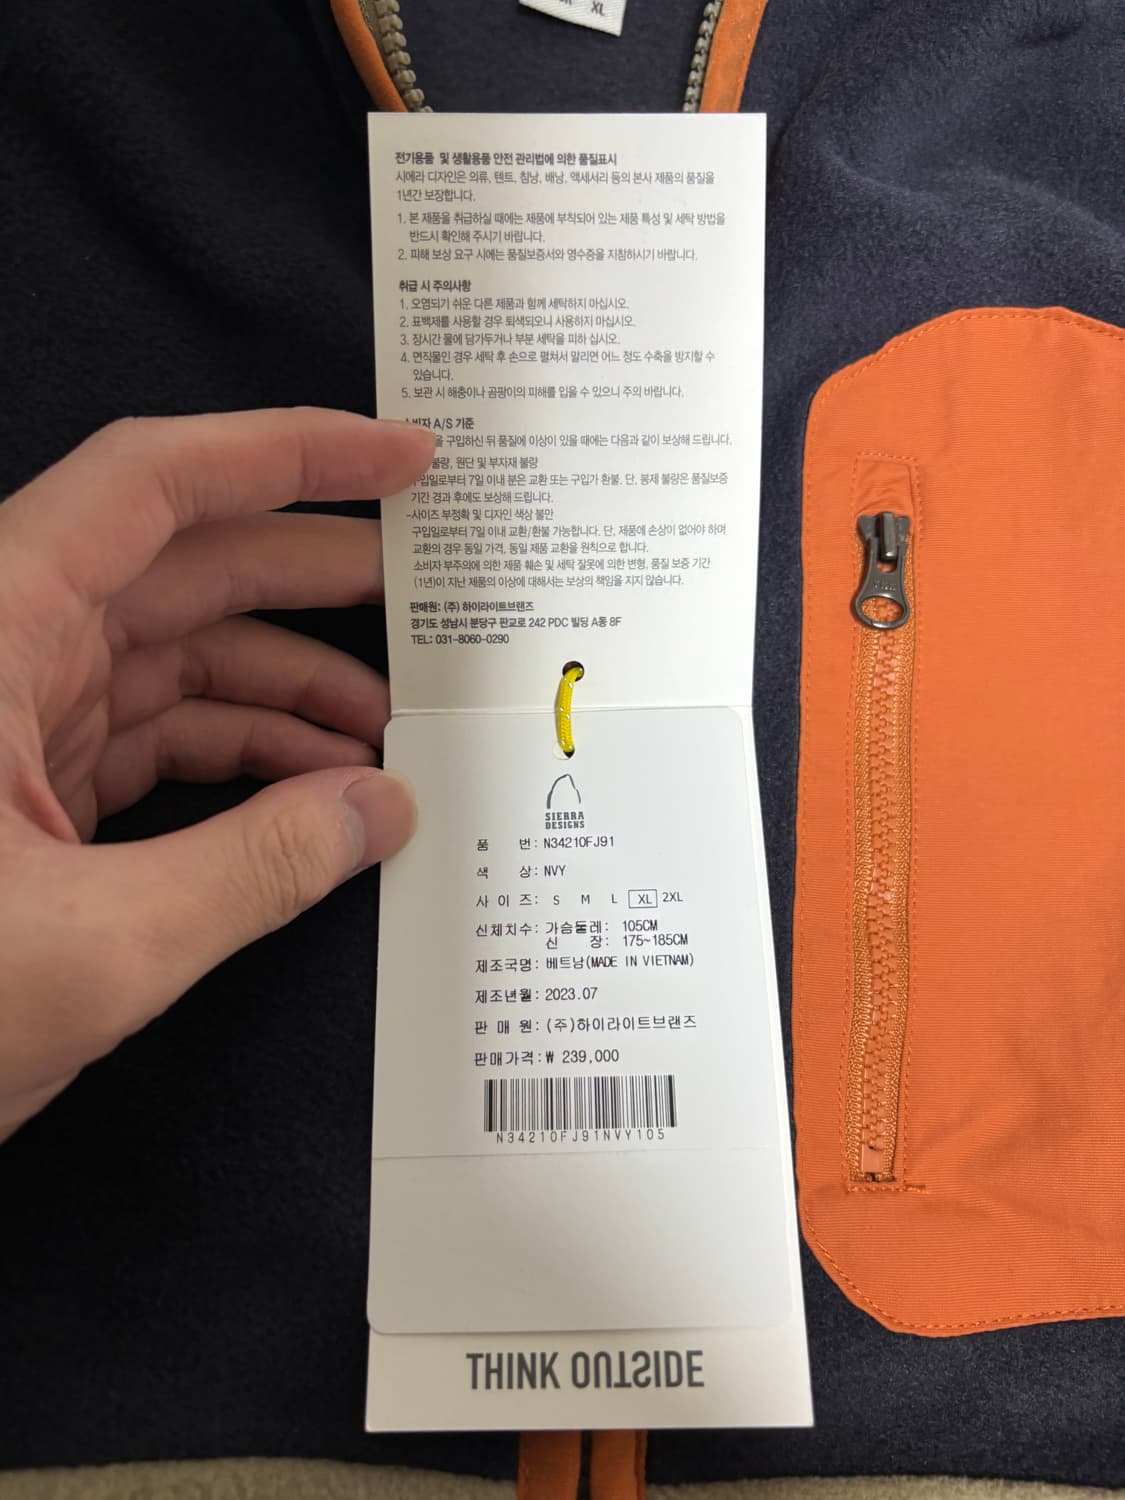 XL
전기용품 및 생활용품 안전 관리법에 의한 품질표시
시에라 디자인은 의류, 텐트, 침낭, 배낭, 액세서리 등의 본사 제품의 품질을
1년간 보장합니다.
1. 본 제품을 취급하실 때에는 제품에 부착되어 있는 제품 특성 및 세탁 방법을
반드시 확인해 주시기 바랍니다.
2. 피해 보상 요구 시에는 품질보증서와 영수증을 지참하시기 바랍니다.
취급 시 주의사항
1. 오염되기 쉬운 다른 제품과 함께 세탁하지 마십시오.
2. 표백제를 사용할 경우 퇴색되오니 사용하지 마십시오.
3. 장시간 물에 담가두거나 부분 세탁을 피하 십시오.
4. 면직물인 경우 세탁 후 손으로 펼쳐서 말리면 어느 정도 수축을 방지할 수
있습니다.
5. 보관 시 해충이나 곰팡이의 피해를 입을 수 있으니 주의 바랍니다.
A/S 기준
구입하신 뒤 품질에 이상이 있을 때에는 다음과 같이 보상해 드립니다.
불량, 원단 및 부자재 불량
구입일로부터 7일 이내 분은 교환 또는 구입가 환불. 단, 봉제 불량은 품질보증
기간 경과 후에도 보상해 드립니다.
-사이즈 부정확 및 디자인 색상 불만
구입일로부터 7일 이내 교환/환불 가능합니다. 단, 제품에 손상이 없어야 하며
교환의 경우 동일 가격, 동일 제품 교환을 원칙으로 합니다.
소비자 부주의에 의한 제품 훼손 및 세탁 잘못에 의한 변형, 품질 보증 기간
(1년)이 지난 제품의 이상에 대해서는 보상의 책임을 지지 않습니다.
판매원: (주) 하이라이트브랜즈
경기도 성남시 분당구 판교로 242 PDC 빌딩 A동 8F
TEL: 031-8060-0290
SIERRA
DESIGNS
품 번: N34210FJ91
색 상: NVY
사 이 즈: S M L XL 2XL
신체치수: 가슴둘레: 105CM
신 장: 175~185CM
제조국명: 베트남(MADE IN VIETNAM)
제조년월: 2023.07
판 매 원: (주)하이라이트브랜즈
판매가격: ₩ 239,000
N34210FJ91NVY105
THINK OUTSIDE